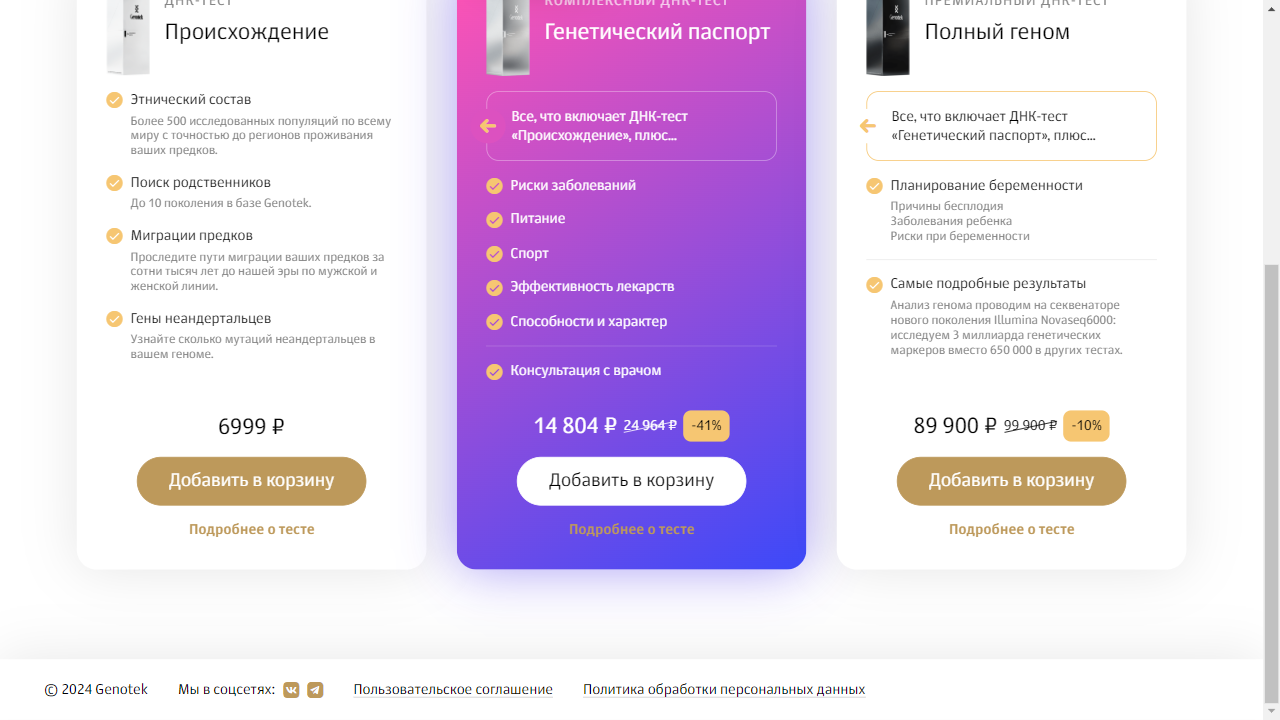 ДНК-ТЕСТ
Происхождение
Этнический состав
Более 500 исследованных популяций по всему
миру с точностью до регионов проживания
ваших предков.
Поиск родственников
До 10 поколения в базе Genotek.
Миграции предков
Проследите пути миграции ваших предков за
сотни тысяч лет до нашей эры по мужской и
женской линии.
Гены неандертальцев
Узнайте сколько мутаций неандертальцев в
вашем геноме.
6999 ₽
Добавить в корзину
Подробнее о тесте
КОМПЛЕКСНЫЙ ДНК-ТЕСТ
Генетический паспорт
Все, что включает ДНК-тест
«Происхождение», плюс...
Риски заболеваний
Питание
Спорт
Эффективность лекарств
Способности и характер
Консультация с врачом
14 804 ₽ 24 964 ₽ -41%
Добавить в корзину
Подробнее о тесте
ПРЕМИАЛЬНЫЙ ДНК-ТЕСТ
Полный геном
Все, что включает ДНК-тест
«Генетический паспорт», плюс...
Планирование беременности
Причины бесплодия
Заболевания ребенка
Риски при беременности
Самые подробные результаты
Анализ генома проводим на секвенаторе
нового поколения Illumina Novaseq6000:
исследуем 3 миллиарда генетических
маркеров вместо 650 000 в других тестах.
89 900 ₽ 99 900 ₽ -10%
Добавить в корзину
Подробнее о тесте
© 2024 Genotek Мы в соцсетях: Пользовательское соглашение Политика обработки персональных данных